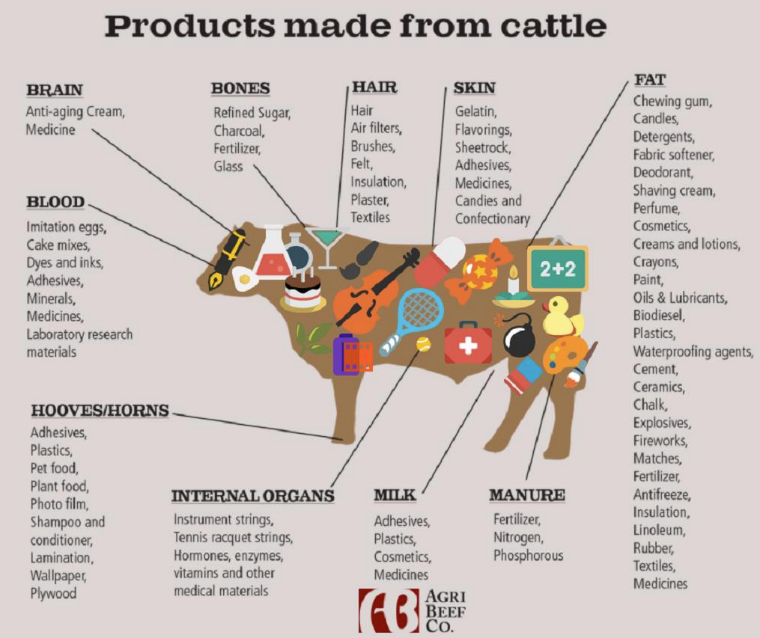 Products made from cattle
BRAIN
Anti-aging Cream,
Medicine
BONES
Refined Sugar,
Charcoal,
Fertilizer,
Glass
HAIR
Hair
Air filters,
Brushes,
Felt,
Insulation,
Plaster,
Textiles
SKIN
Gelatin,
Flavorings,
Sheetrock,
Adhesives,
Medicines,
Candies and
Confectionary
FAT
Chewing gum,
Candles,
Detergents,
Fabric softener,
Deodorant,
Shaving cream,
Perfume,
Cosmetics,
Creams and lotions,
Crayons,
Paint,
Oils & Lubricants,
Biodiesel,
Plastics,
Waterproofing agents,
Cement,
Ceramics,
Chalk,
Explosives,
Fireworks,
Matches,
Fertilizer,
Antifreeze,
Insulation,
Linoleum,
Rubber,
Textiles,
Medicines
BLOOD
Imitation eggs,
Cake mixes,
Dyes and inks,
Adhesives,
Minerals,
Medicines,
Laboratory research
materials
2+2
HOOVES/HORNS
Adhesives,
Plastics,
Pet food,
Plant food,
Photo film,
Shampoo and
conditioner,
Lamination,
Wallpaper,
Plywood
INTERNAL ORGANS
Instrument strings,
Tennis racquet strings,
Hormones, enzymes,
vitamins and other
medical materials
MILK
Adhesives,
Plastics,
Cosmetics,
Medicines
MANURE
Fertilizer,
Nitrogen,
Phosphorous
AGRI
BEEF
CO.